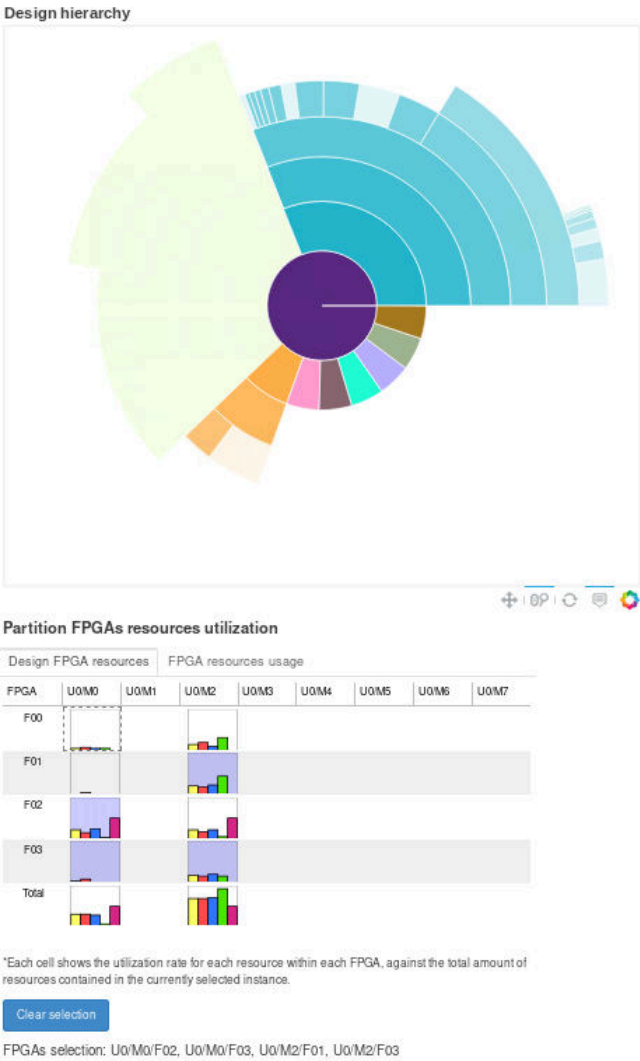 Design hierarchy
Partition FPGAs resources utilization
Design FPGA resources FPGA resources usage
FPGA U0/M0 U0/M1 U0/M2 U0/M3 U0/M4 U0/M5 U0/M6 U0/M7
F00
F01
F02
F03
Total
*Each cell shows the utilization rate for each resource within each FPGA, against the total amount of
resources contained in the currently selected instance.
Clear selection
FPGAs selection: U0/M0/F02, U0/M0/F03, U0/M2/F01, U0/M2/F03